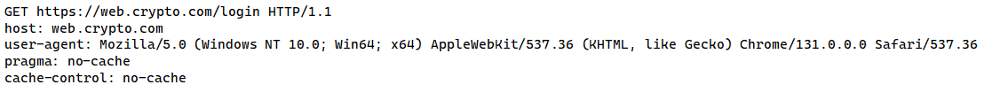 GET https://web.crypto.com/login HTTP/1.1
host: web.crypto.com
user-agent: Mozilla/5.0 (Windows NT 10.0; Win64; x64) AppleWebKit/537.36 (KHTML, like Gecko) Chrome/131.0.0.0 Safari/537.36
pragma: no-cache
cache-control: no-cache